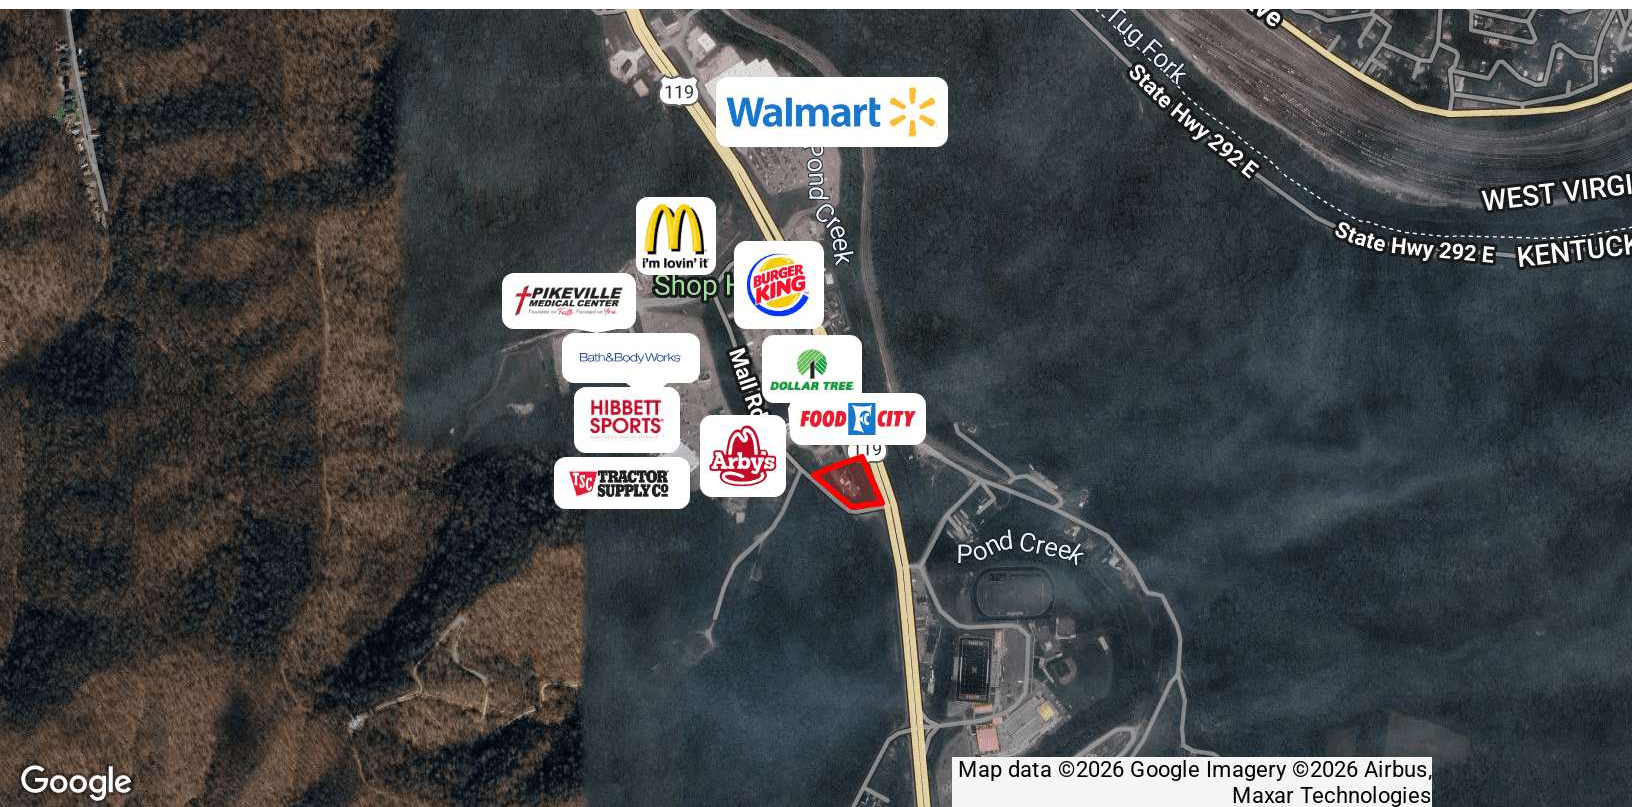 Tug Fork
State Hwy 292 E
119
Walmart
Pond Creek
WEST VIRGI
State Hwy 292 E
KENTUCK
i'm lovin' it
BURGER
KING
Shop H
PIKEVILLE
MEDICAL CENTER
Bath&BodyWorks
Mall Rd
DOLLAR TREE
HIBBETT
SPORTS
FOOD CITY
Arby's
119
TSC TRACTOR
SUPPLY CO
Pond Creek
Google
Map data ©2026 Google Imagery ©2026 Airbus,
Maxar Technologies